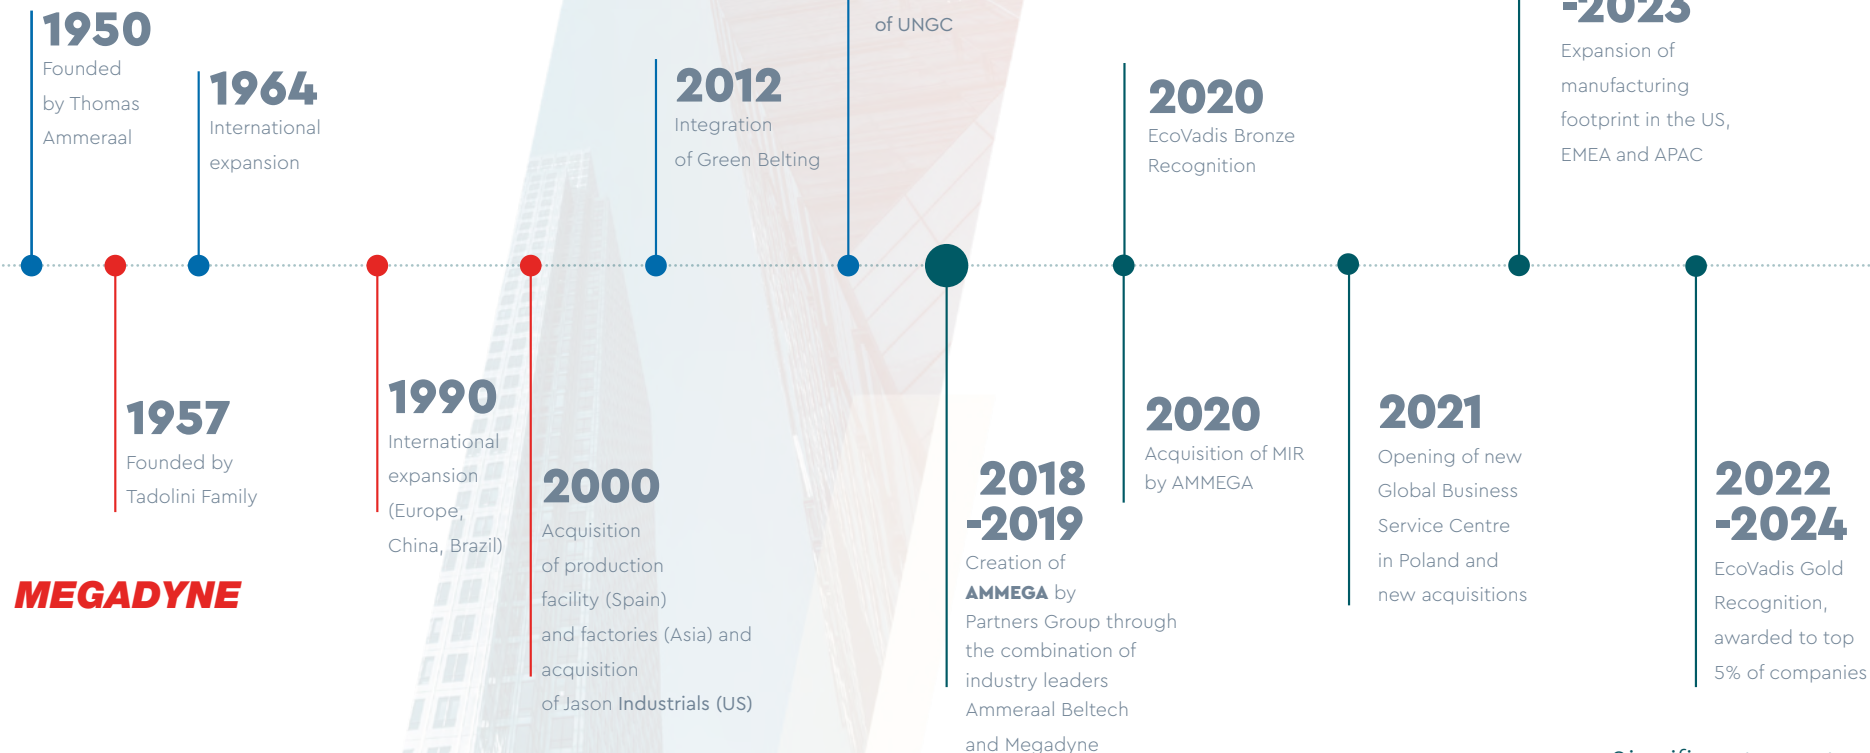 1950
Founded
by Thomas
Ammeraal
1964
International
expansion
2012
Integration
of Green Belting
of UNGC
2020
EcoVadis Bronze
Recognition
-2023
Expansion of
manufacturing
footprint in the US,
EMEA and APAC
1957
Founded by
Tadolini Family
MEGADYNE
1990
International
expansion
(Europe,
China, Brazil)
2000
Acquisition
of production
facility (Spain)
and factories (Asia) and
acquisition
of Jason Industrials (US)
2018
-2019
Creation of
AMMEGA by
Partners Group through
the combination of
industry leaders
Ammeraal Beltech
and Megadyne
2020
Acquisition of MIR
by AMMEGA
2021
Opening of new
Global Business
Service Centre
in Poland and
new acquisitions
2022
-2024
EcoVadis Gold
Recognition,
awarded to top
5% of companies